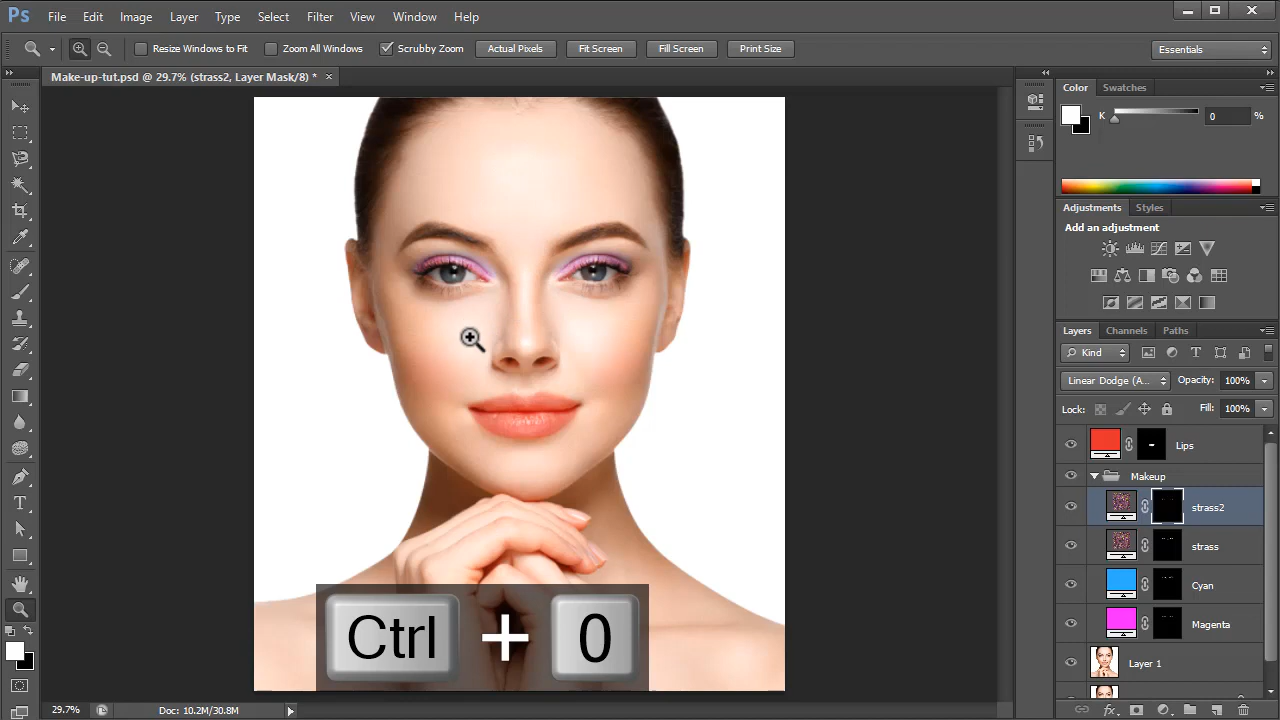 Ps File Edit Image Layer Type Select Filter View Window Help
Resize Windows to Fit Zoom All Windows Scrubby Zoom Actual Pixels Fit Screen Fill Screen Print Size Essentials
Make-up-tut.psd @ 29.7% (strass2, Layer Mask/8) * ×
Color Swatches
K 0 %
Adjustments Styles
Add an adjustment
Layers Channels Paths
Kind T
Linear Dodge (A... Opacity: 100%
Lock: Fill: 100%
Lips
Makeup
strass2
strass
Cyan
Magenta
Layer 1
Ctrl + 0
29.7% Doc: 10.2M/30.8M